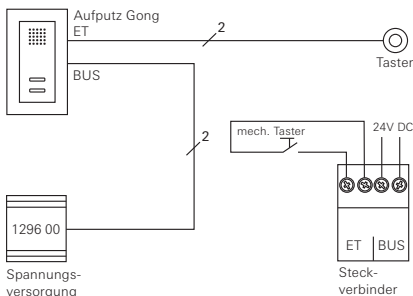 Aufputz Gong
ET
2
Taster
BUS
2
mech. Taster
24V DC
1296 00
ET
BUS
Spannungs-
versorgung
Steck-
verbinder